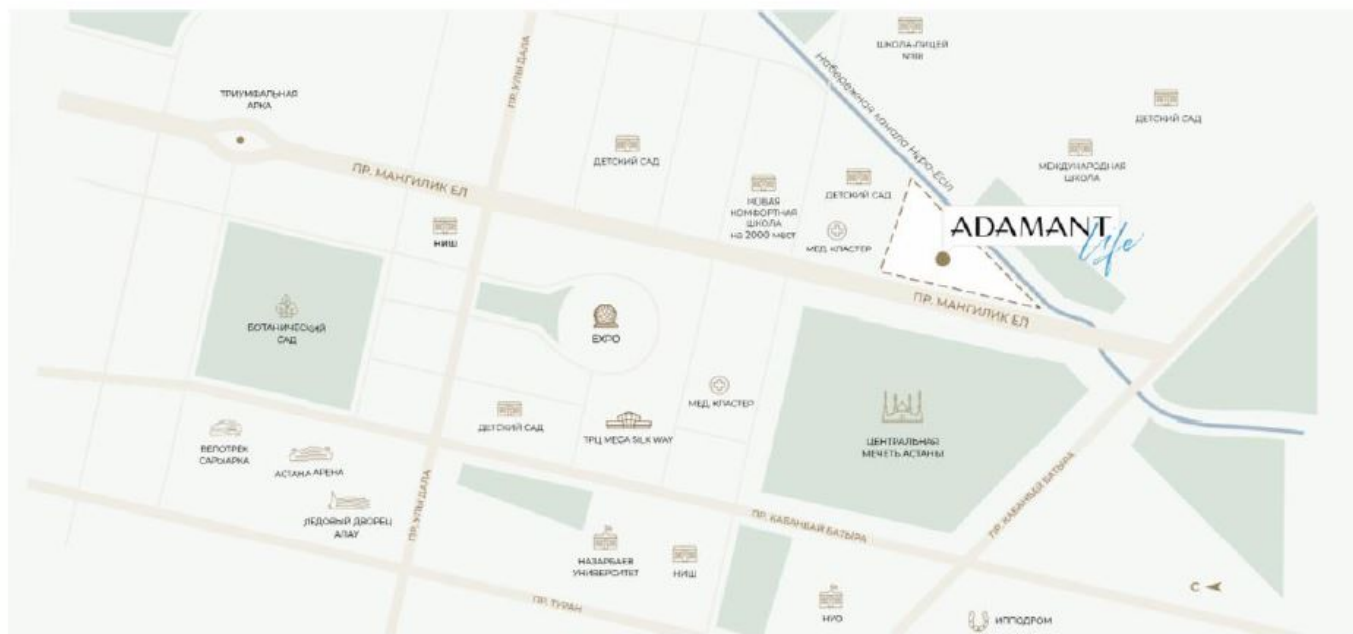 ШКОЛА-ЛИЦЕЙ
Набережная канала Нұра-Есіл
ПР. УЛЫ ДАЛА
ТРИУМФАЛЬНАЯ
АРКА
ДЕТСКИЙ САД
ДЕТСКИЙ САД
МЕЖДУНАРОДНАЯ
ШКОЛА
ПР. МАНГИЛИК ЕЛ
ДЕТСКИЙ САД
НОВАЯ
КОМФОРТНАЯ
ШКОЛА
на 2000 мест
МЕД. КЛАСТЕР
ADAMANT
life
НИШ
ПР. МАНГИЛИК ЕЛ
БОТАНИЧЕСКИЙ
САД
EXPO
МЕД. КЛАСТЕР
ДЕТСКИЙ САД
ТРЦ MEGA SILK WAY
ЦЕНТРАЛЬНАЯ
МЕЧЕТЬ АСТАНЫ
ВЕЛОТРЕК
САРЫАРКА
АСТАНА АРЕНА
ЛЕДОВЫЙ ДВОРЕЦ
АЛАУ
ПР. УЛЫ ДАЛА
ПР. КАБАНБАЙ БАТЫРА
ПР. КАБАНБАЙ БАТЫРА
НАЗАРБАЕВ
УНИВЕРСИТЕТ
НИШ
ПР. ТУРАН
НУО
ИППОДРОМ
С